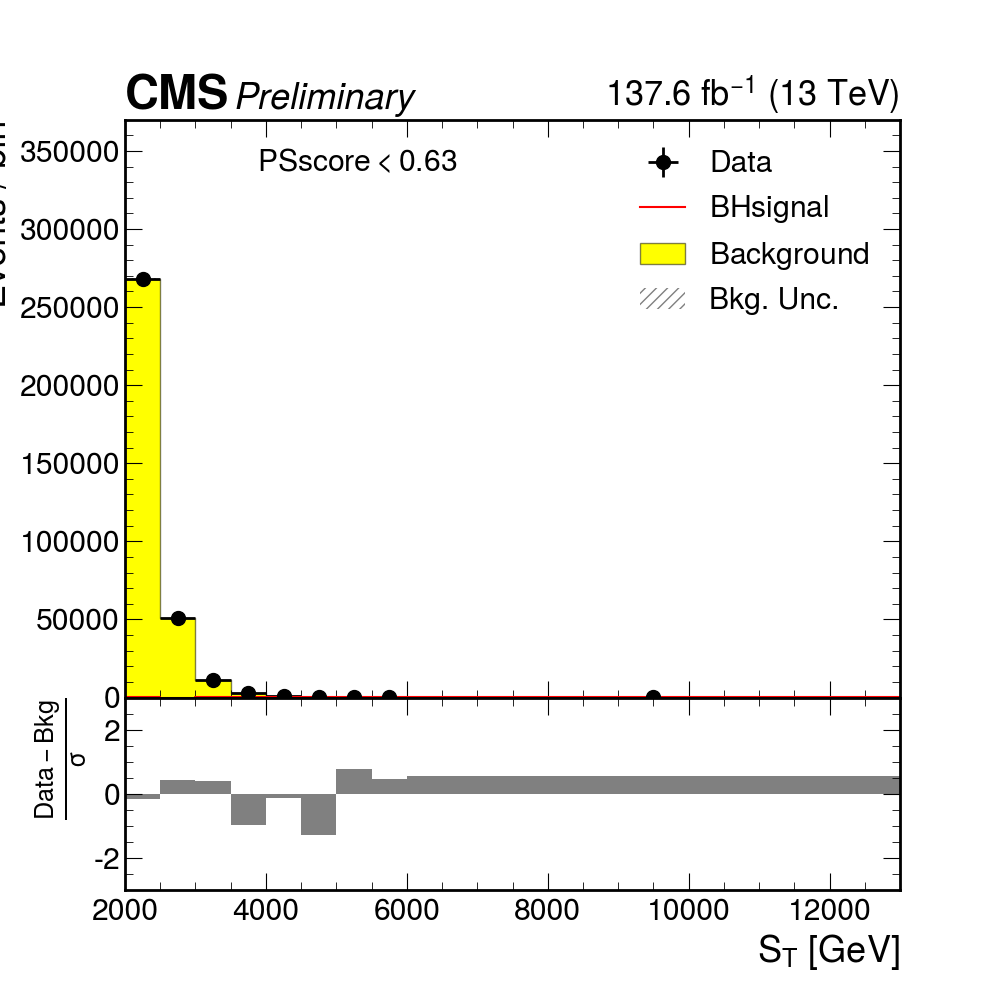 CMS Preliminary 137.6 fb⁻¹ (13 TeV)
PSscore < 0.63
Data
BHsignal
Background
Bkg. Unc.
350000
300000
250000
200000
150000
100000
50000
0
Data – Bkg
σ
2
0
-2
2000 4000 6000 8000 10000 12000
S_T [GeV]